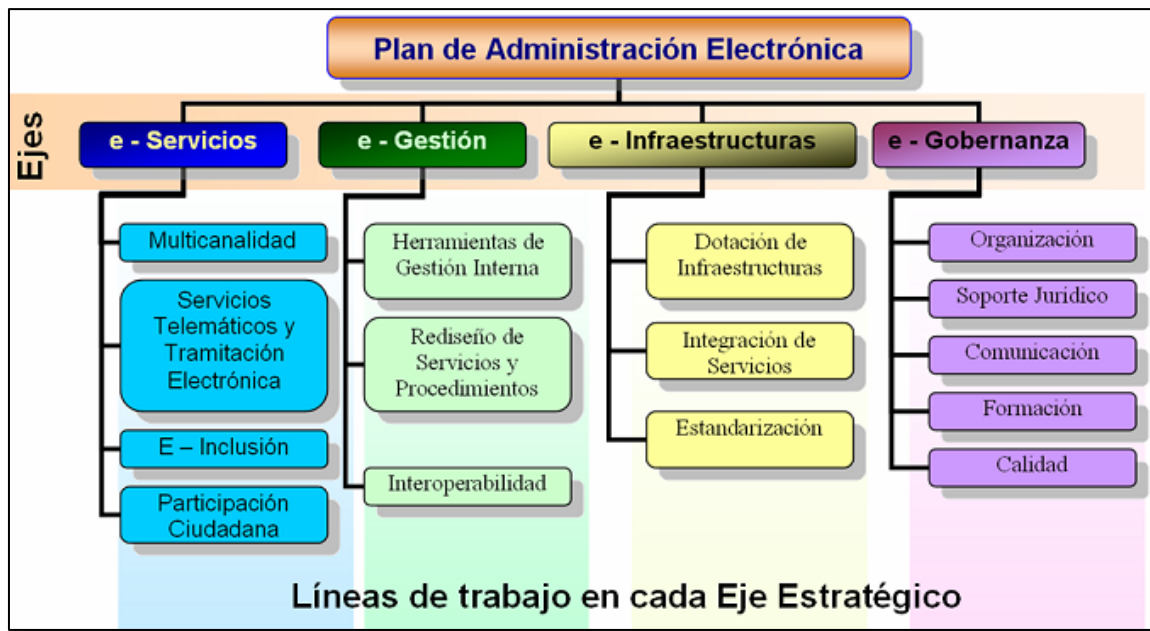 Plan de Administración Electrónica
Ejes
e - Servicios
e - Gestión
e - Infraestructuras
e - Gobernanza
Multicanalidad
Servicios
Telemáticos y
Tramitación
Electrónica
E – Inclusión
Participación
Ciudadana
Herramientas de
Gestión Interna
Rediseño de
Servicios y
Procedimientos
Interoperabilidad
Dotación de
Infraestructuras
Integración de
Servicios
Estandarización
Organización
Soporte Jurídico
Comunicación
Formación
Calidad
Líneas de trabajo en cada Eje Estratégico